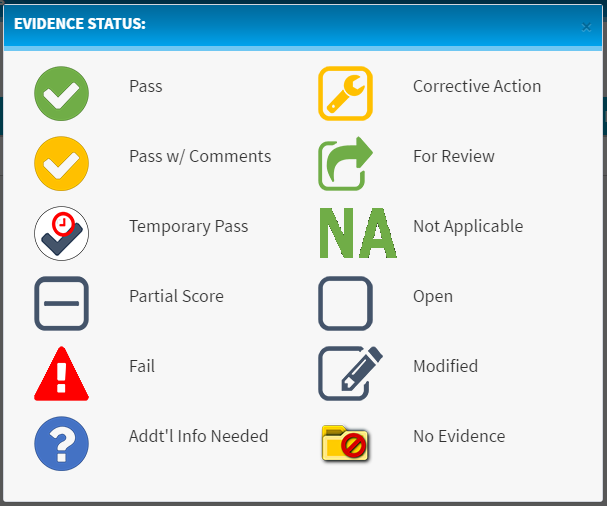 EVIDENCE STATUS:
Pass
Corrective Action
Pass w/ Comments
For Review
Temporary Pass
NA
Not Applicable
Partial Score
Open
Fail
Modified
?
Addt'l Info Needed
No Evidence